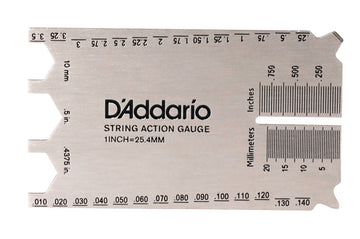 3.5 3.25 3 2.75 2.5 2.25 2 1.75 1.50 1.25 1 .75 .5 .25
10 mm
.5 in.
.4375 in.
D'Addario
STRING ACTION GAUGE
1INCH=25.4MM
.750 .500 .250
Inches
Millimeters
20 15 10 5
.010 .020 .030 .040 .050 .060 .070 .080 .090 .100 .110 .120 .130 .140